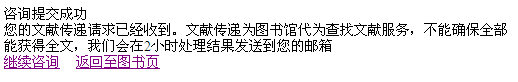 咨询提交成功
您的文献传递请求已经收到。文献传递为图书馆代为查找文献服务，不能确保全部
能获得全文，我们会在2小时处理结果发送到您的邮箱
继续咨询 返回至图书页